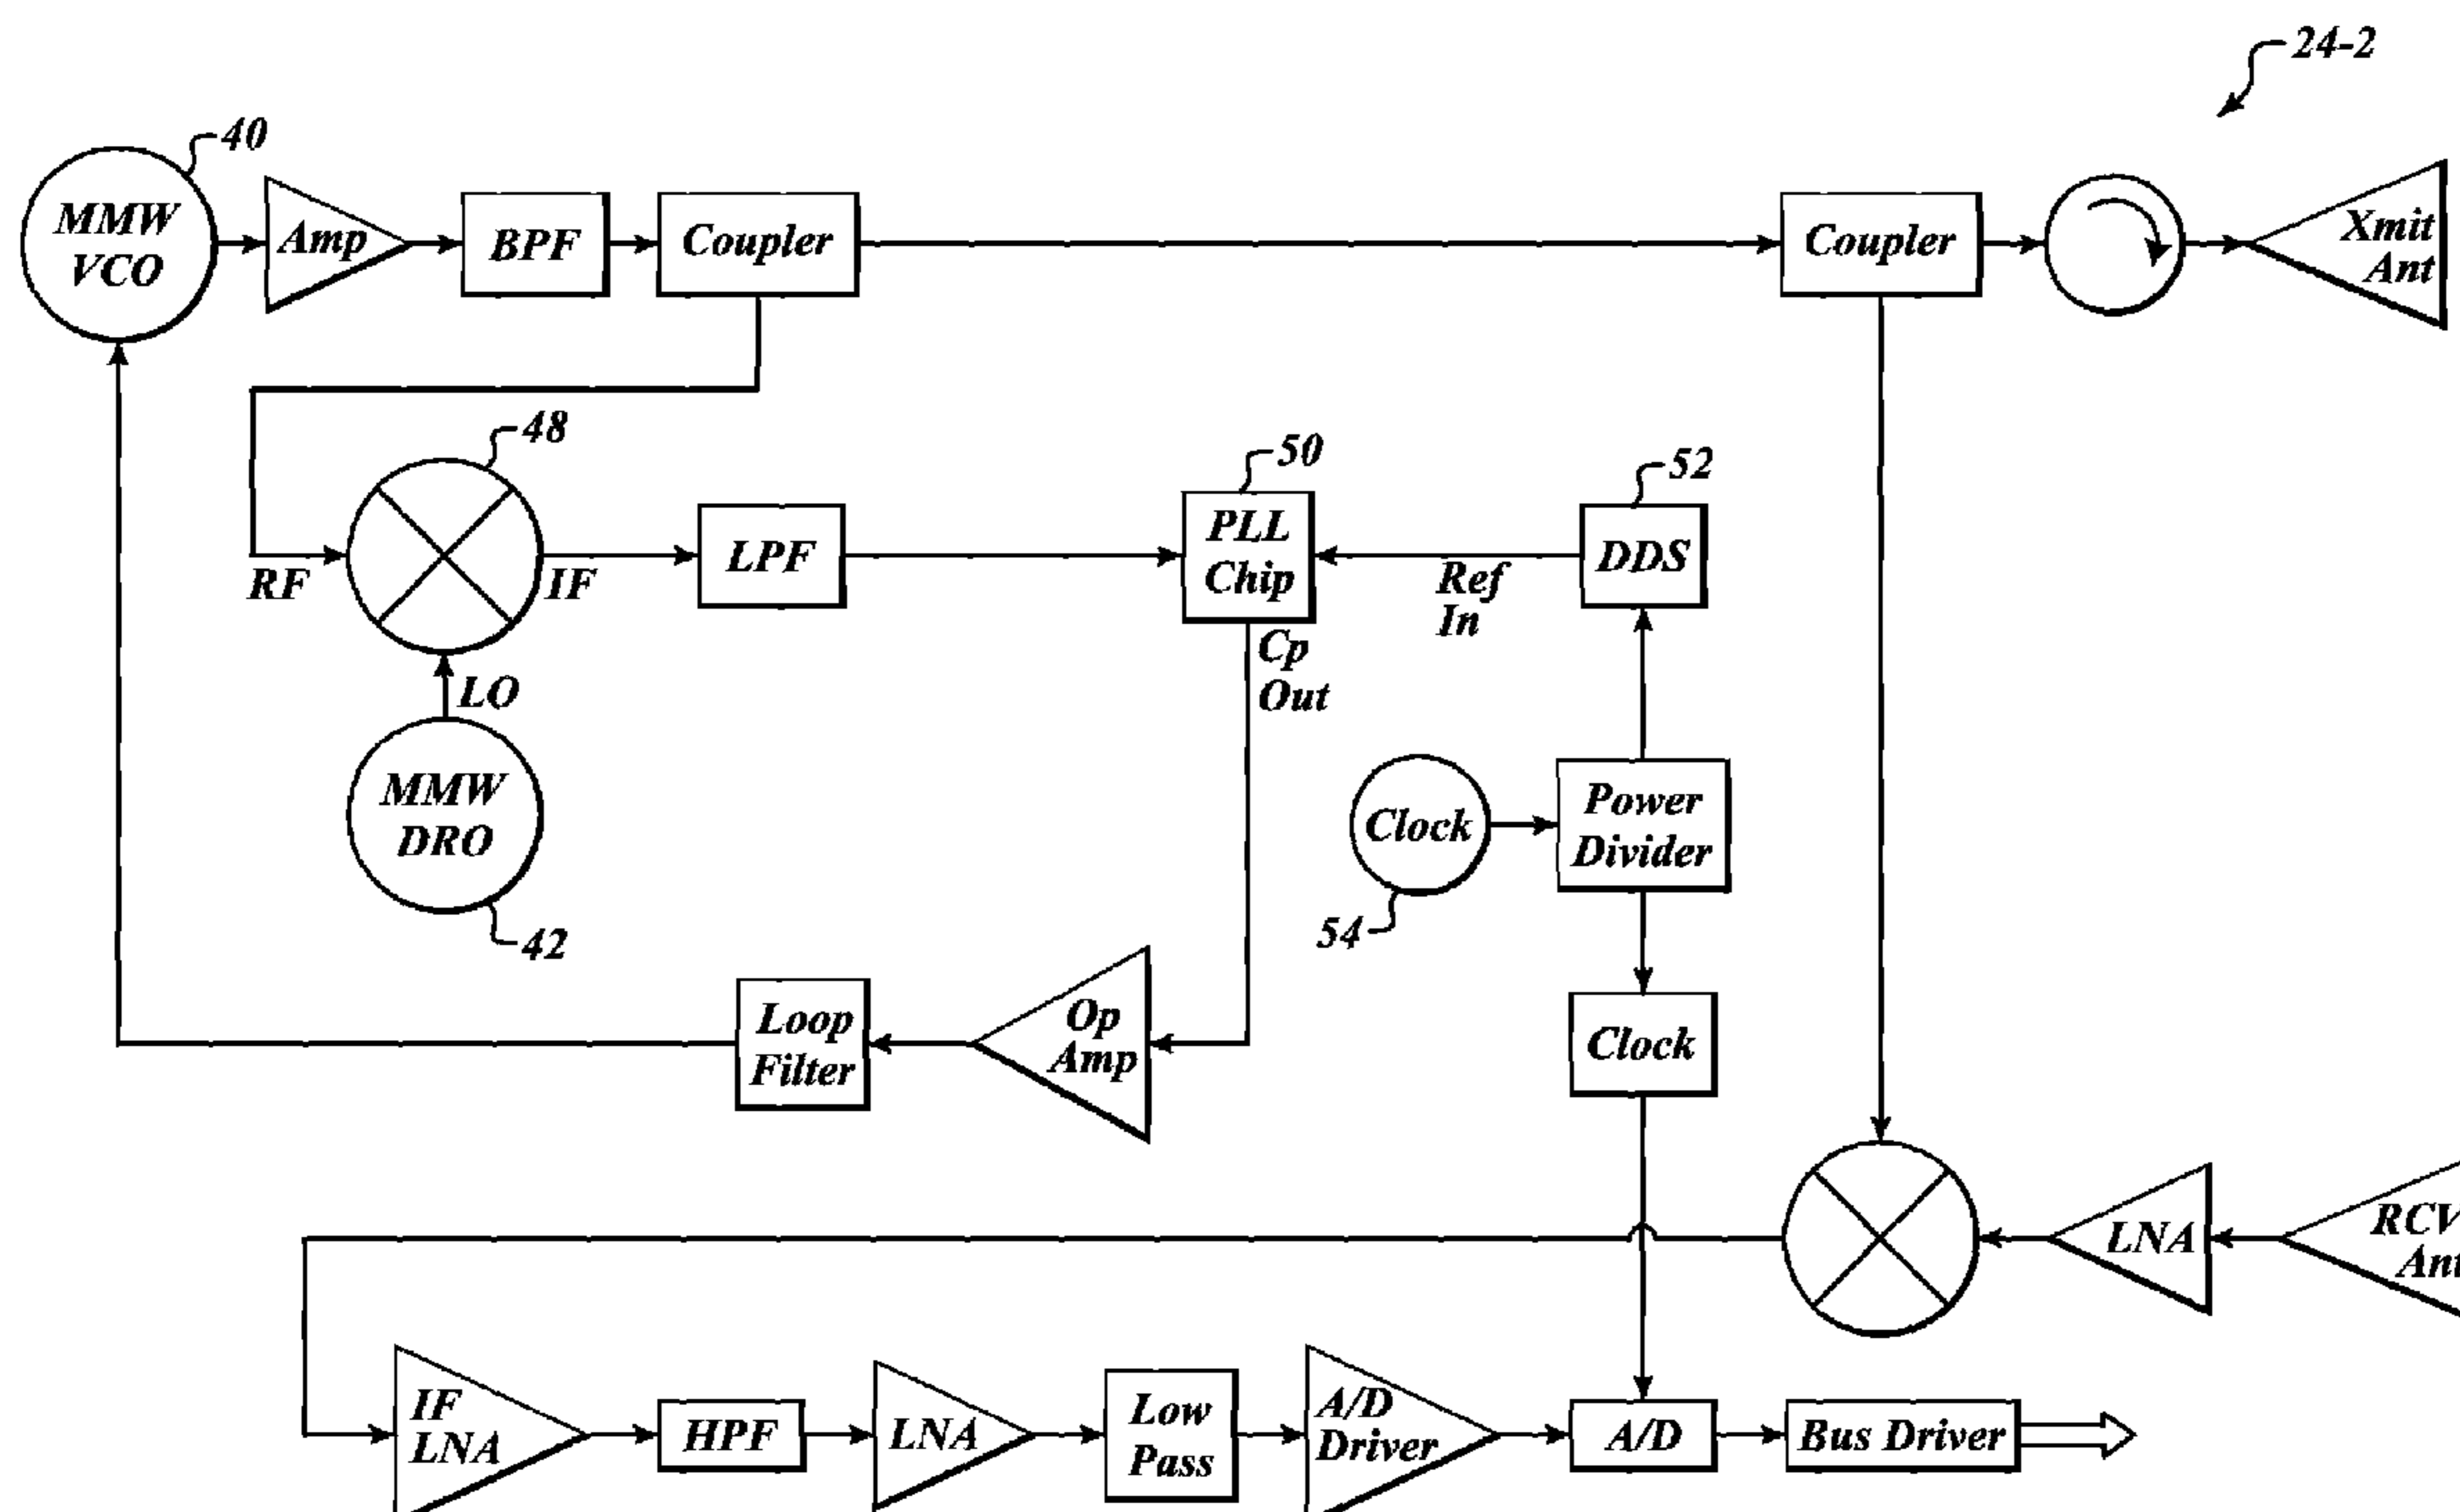 24-2
40
MMW
VCO
Amp
BPF
Coupler
Coupler
Xmit
Ant
48
RF
IF
LPF
50
PLL
Chip
Cp
Out
Ref
In
52
DDS
LO
MMW
DRO
42
Clock
54
Power
Divider
Clock
Loop
Filter
Op
Amp
LNA
RCV
Ant
IF
LNA
HPF
LNA
Low
Pass
A/D
Driver
A/D
Bus Driver